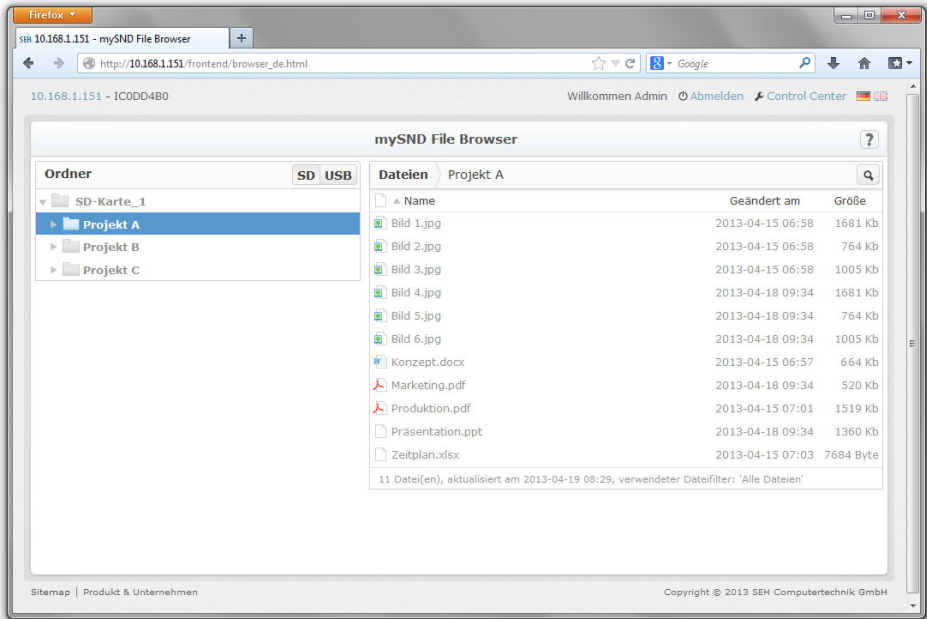 Firefox
SEH 10.168.1.151 - mySND File Browser
http://10.168.1.151/frontend/browser_de.html
Google
10.168.1.151 - IC0DD4B0
Willkommen Admin Abmelden Control Center
mySND File Browser ?
Ordner SD USB
SD-Karte_1
Projekt A
Projekt B
Projekt C
Dateien Projekt A
Name Geändert am Größe
Bild 1.jpg 2013-04-15 06:58 1681 Kb
Bild 2.jpg 2013-04-15 06:58 764 Kb
Bild 3.jpg 2013-04-15 06:58 1005 Kb
Bild 4.jpg 2013-04-18 09:34 1681 Kb
Bild 5.jpg 2013-04-18 09:34 764 Kb
Bild 6.jpg 2013-04-18 09:34 1005 Kb
Konzept.docx 2013-04-15 06:57 664 Kb
Marketing.pdf 2013-04-18 09:34 520 Kb
Produktion.pdf 2013-04-15 07:01 1519 Kb
Präsentation.ppt 2013-04-18 09:34 1360 Kb
Zeitplan.xlsx 2013-04-15 07:03 7684 Byte
11 Datei(en), aktualisiert am 2013-04-19 08:29, verwendeter Dateifilter: 'Alle Dateien'
Sitemap | Produkt & Unternehmen
Copyright © 2013 SEH Computertechnik GmbH